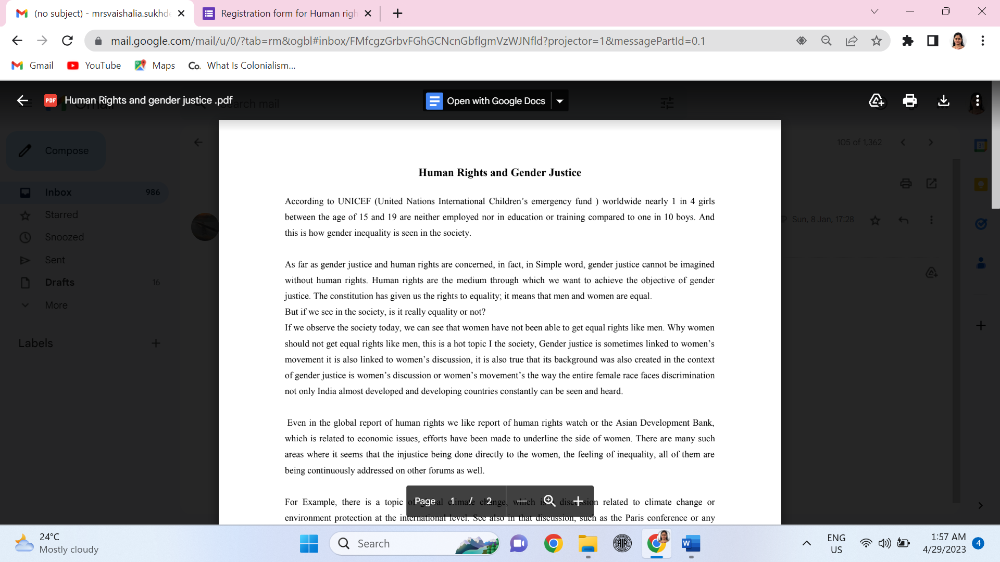 (no subject) - mrsvaishalia.sukhde
Registration form for Human righ
mail.google.com/mail/u/0/?tab=rm&ogbl#inbox/FMfcgzGrbvFGhGCNcnGbflgmVzWJNfld?projector=1&messagePartId=0.1
Gmail
YouTube
Maps
Co. What Is Colonialism...
PDF Human Rights and gender justice .pdf
Search mail
Open with Google Docs
Compose
105 of 1,362
31
Inbox 986
Starred
Sun, 8 Jan, 17:28
Snoozed
Sent
Drafts 16
More
Labels
Human Rights and Gender Justice
According to UNICEF (United Nations International Children’s emergency fund ) worldwide nearly 1 in 4 girls
between the age of 15 and 19 are neither employed nor in education or training compared to one in 10 boys. And
this is how gender inequality is seen in the society.
As far as gender justice and human rights are concerned, in fact, in Simple word, gender justice cannot be imagined
without human rights. Human rights are the medium through which we want to achieve the objective of gender
justice. The constitution has given us the rights to equality; it means that men and women are equal.
But if we see in the society, is it really equality or not?
If we observe the society today, we can see that women have not been able to get equal rights like men. Why women
should not get equal rights like men, this is a hot topic I the society, Gender justice is sometimes linked to women’s
movement it is also linked to women’s discussion, it is also true that its background was also created in the context
of gender justice is women’s discussion or women’s movement’s the way the entire female race faces discrimination
not only India almost developed and developing countries constantly can be seen and heard.
Even in the global report of human rights we like report of human rights watch or the Asian Development Bank,
which is related to economic issues, efforts have been made to underline the side of women. There are many such
areas where it seems that the injustice being done directly to the women, the feeling of inequality, all of them are
being continuously addressed on other forums as well.
For Example, there is a topic of global climate change, which is a discussion related to climate change or
environment protection at the international level. See also in that discussion, such as the Paris conference or any
Page 1 / 2
24°C
Mostly cloudy
Search
AIR
W
ENG
US
1:57 AM
4/29/2023
4